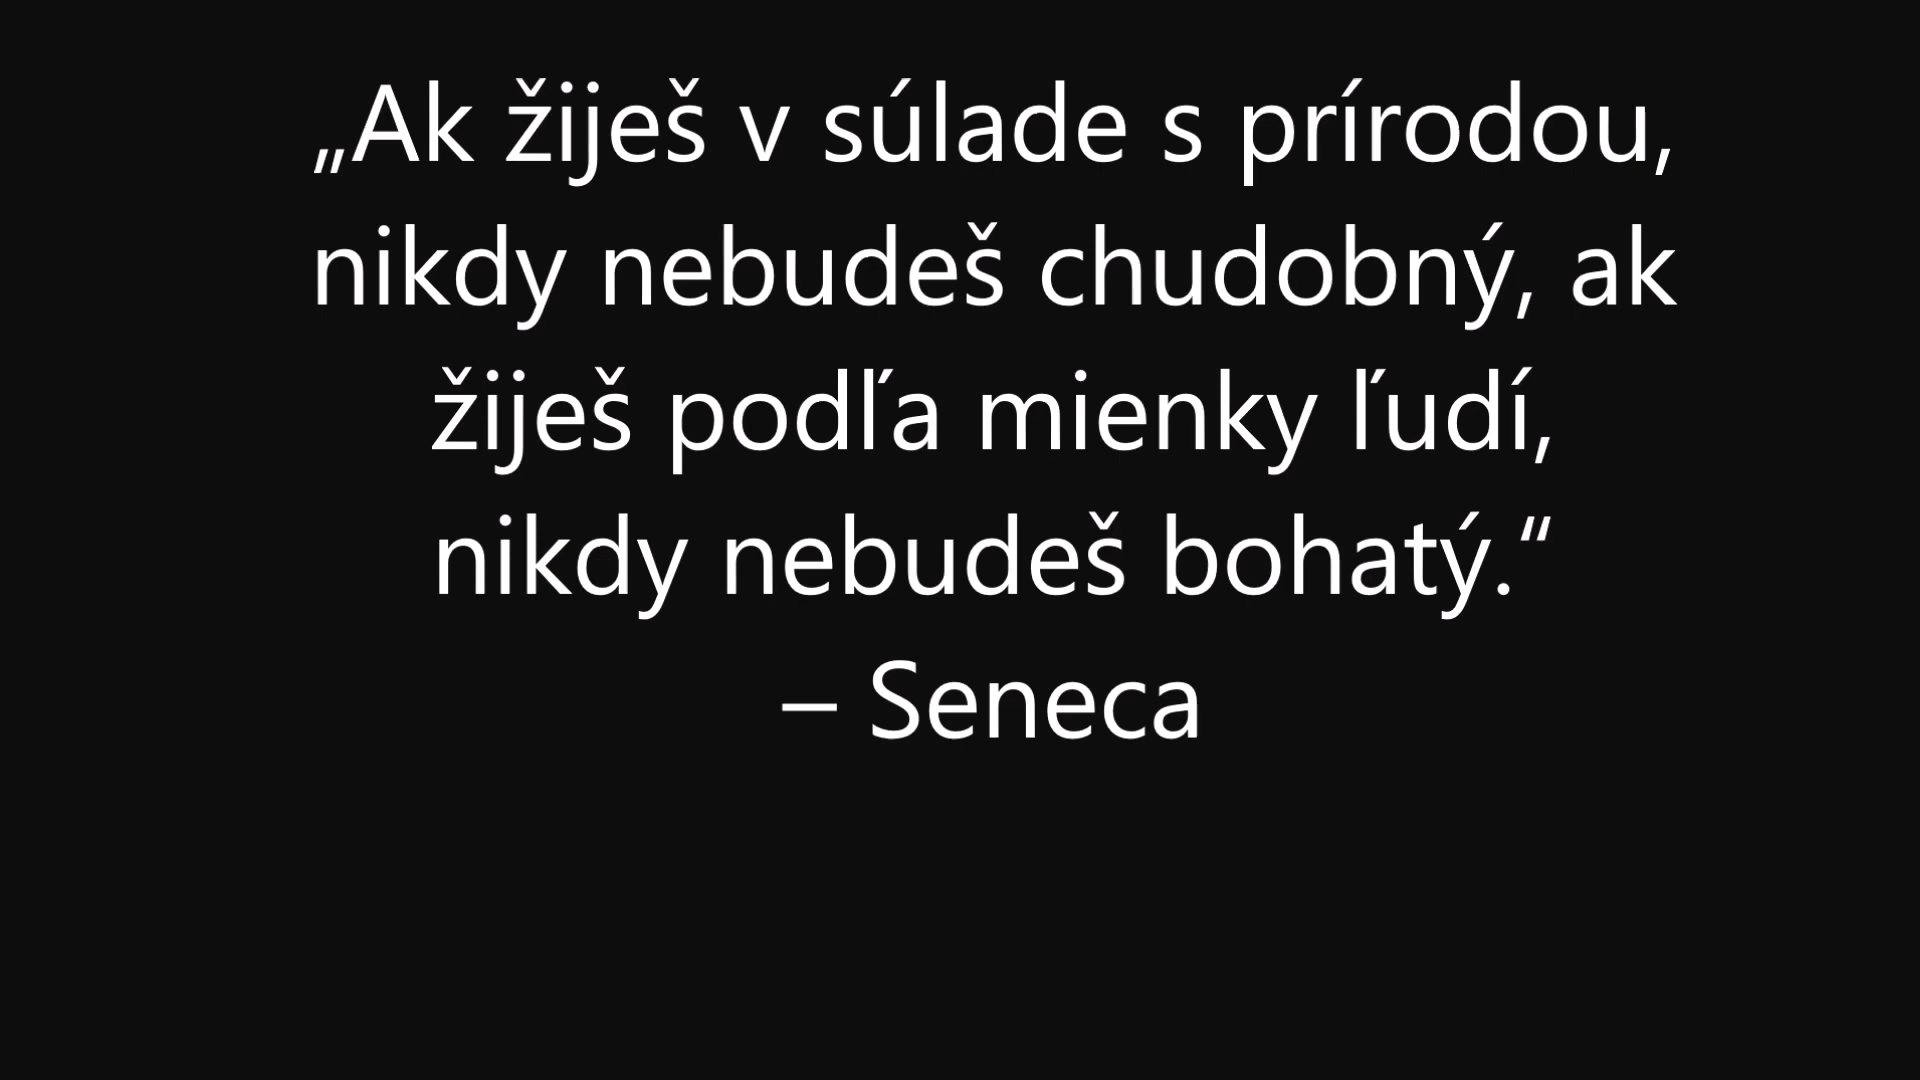 „Ak žiješ v súlade s prírodou,
nikdy nebudeš chudobný, ak
žiješ podľa mienky ľudí,
nikdy nebudeš bohatý.“
– Seneca